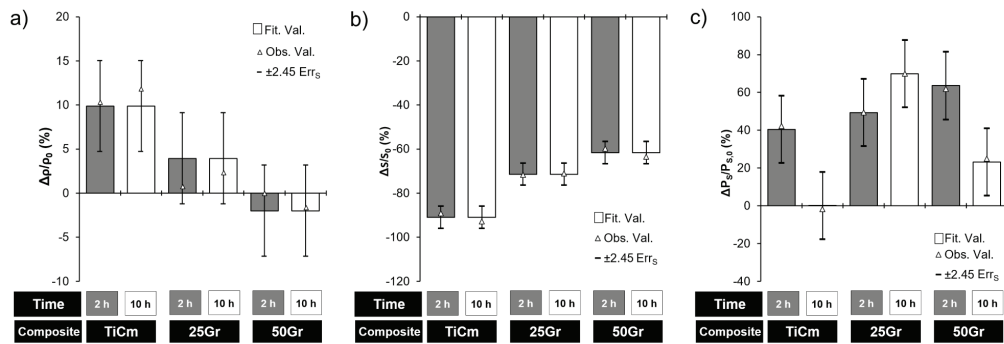 a)
Δρ/ρ₀ (%)
20
15
10
5
0
-5
-10
Fit. Val.
Obs. Val.
±2.45 Errₛ
Time 2 h 10 h 2 h 10 h 2 h 10 h
Composite TiCm 25Gr 50Gr
b)
Δs/s₀ (%)
0
-20
-40
-60
-80
-100
-120
Fit. Val.
Obs. Val.
±2.45 Errₛ
Time 2 h 10 h 2 h 10 h 2 h 10 h
Composite TiCm 25Gr 50Gr
c)
ΔPₛ/Pₛ,₀ (%)
100
80
60
40
20
0
-20
-40
Fit. Val.
Obs. Val.
±2.45 Errₛ
Time 2 h 10 h 2 h 10 h 2 h 10 h
Composite TiCm 25Gr 50Gr